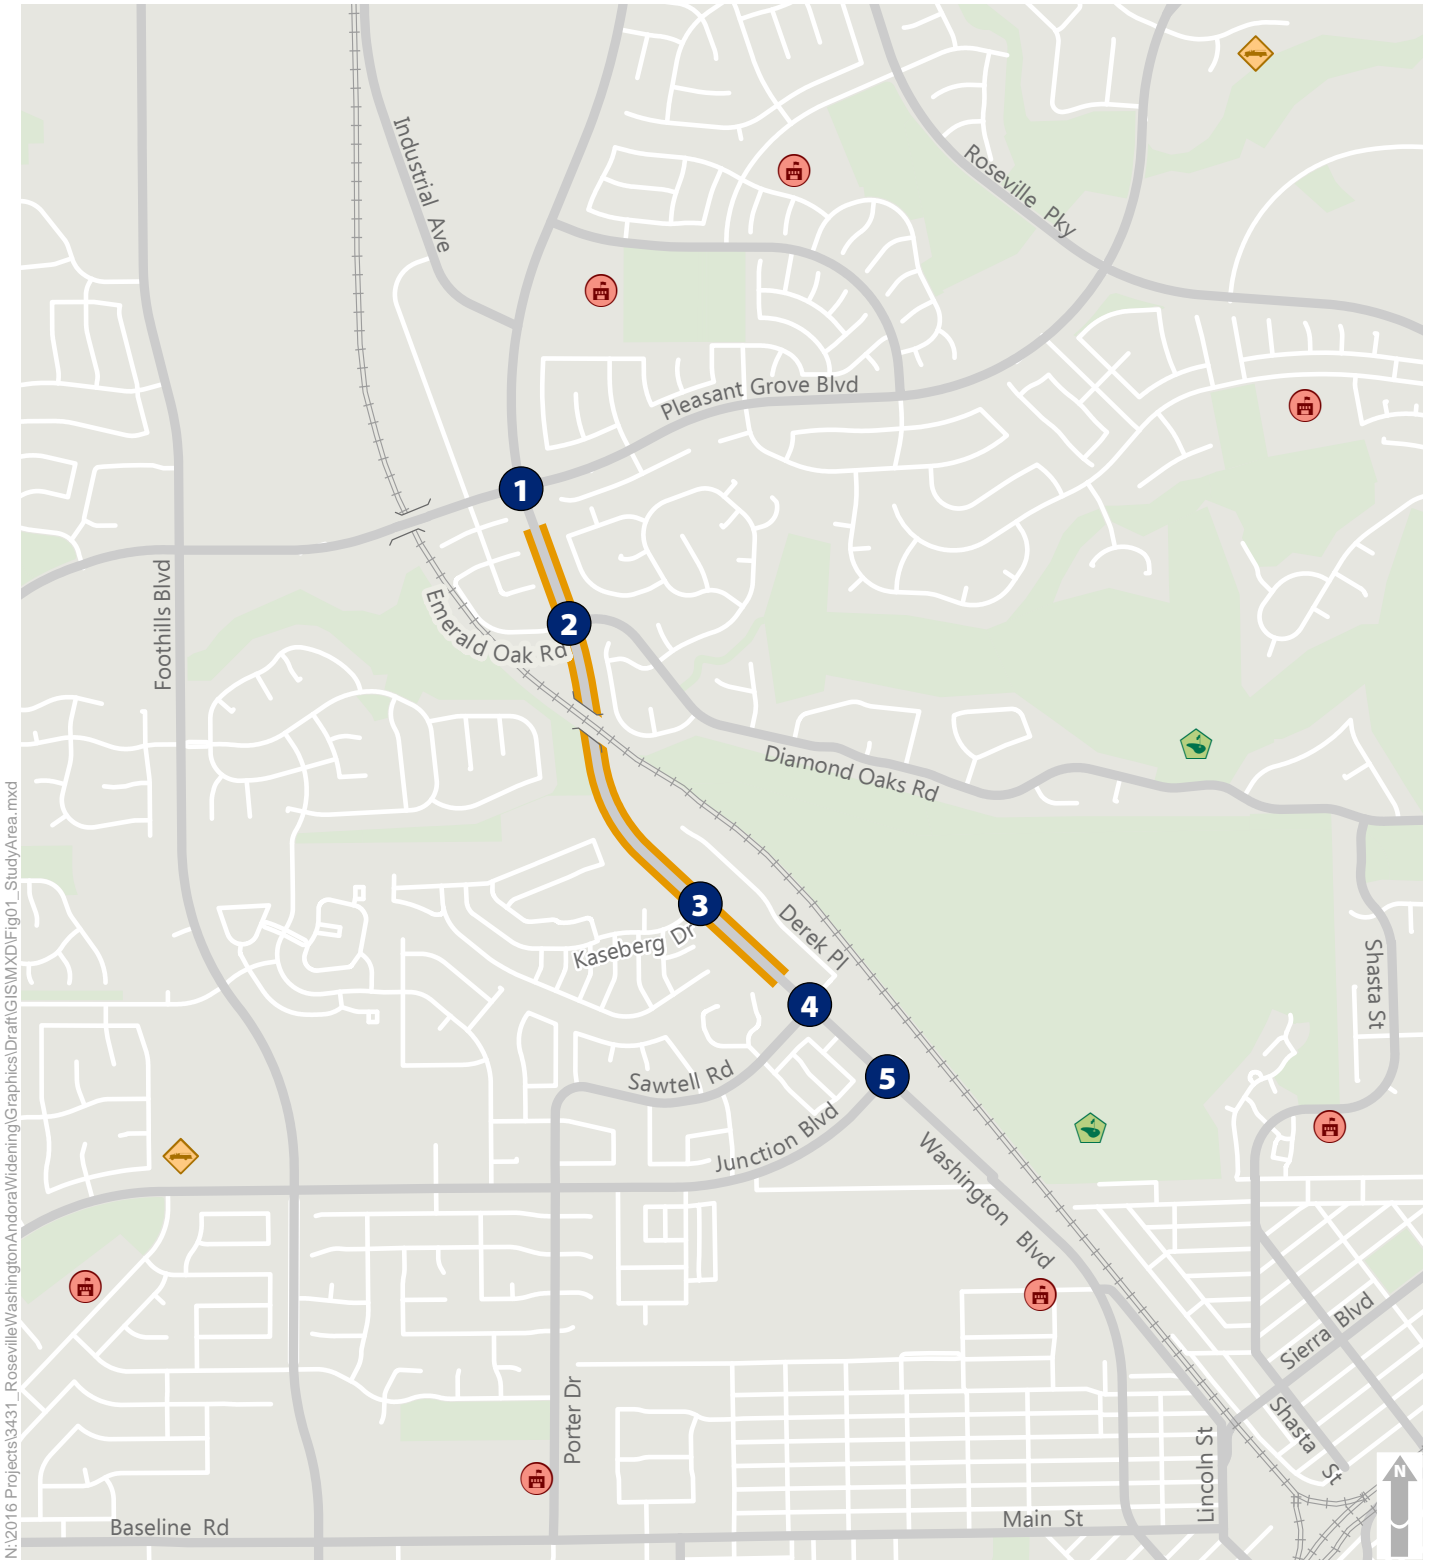 Industrial Ave
Roseville Pky
Pleasant Grove Blvd
1
Foothills Blvd
2
Emerald Oak Rd
Diamond Oaks Rd
N:\2016 Projects\3431_RosevilleWashingtonAndoraWidening\Graphics\Draft\GIS\MXD\Fig01_StudyArea.mxd
3
Derek Pl
Kaseberg Dr
Shasta St
4
Sawtell Rd
5
Junction Blvd
Washington Blvd
Sierra Blvd
Porter Dr
Shasta St
Lincoln St
N
Baseline Rd
Main St